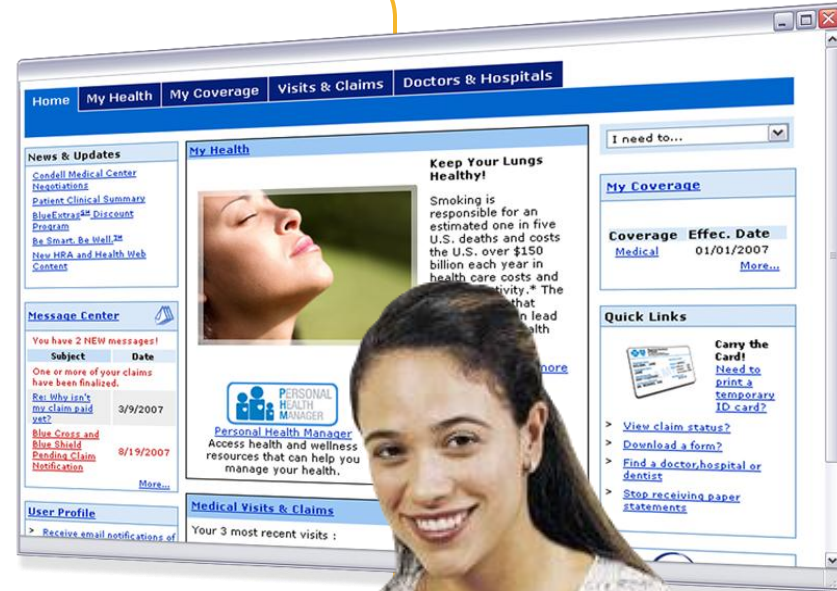 Home
My Health
My Coverage
Visits & Claims
Doctors & Hospitals
News & Updates
Condell Medical Center
Negotiations
Patient Clinical Summary
BlueExtras℠ Discount
Program
Be Smart. Be Well.℠
New HRA and Health Web
Content
Message Center
You have 2 NEW messages!
Subject Date
One or more of your claims
have been finalized.
Re: Why isn't
my claim paid
yet?
3/9/2007
Blue Cross and
Blue Shield
Pending Claim
Notification
8/19/2007
More...
User Profile
> Receive email notifications of
My Health
Keep Your Lungs
Healthy!
Smoking is
responsible for an
estimated one in five
U.S. deaths and costs
the U.S. over $150
billion each year in
health care costs and
The
that
lead
PERSONAL
HEALTH
MANAGER
Personal Health Manager
Access health and wellness
resources that can help you
manage your health.
Medical Visits & Claims
Your 3 most recent visits :
I need to...
My Coverage
Coverage Effec. Date
Medical 01/01/2007
More...
Quick Links
Carry the
Card!
Need to
print a
temporary
ID card?
> View claim status?
> Download a form?
> Find a doctor,hospital or
dentist
> Stop receiving paper
statements